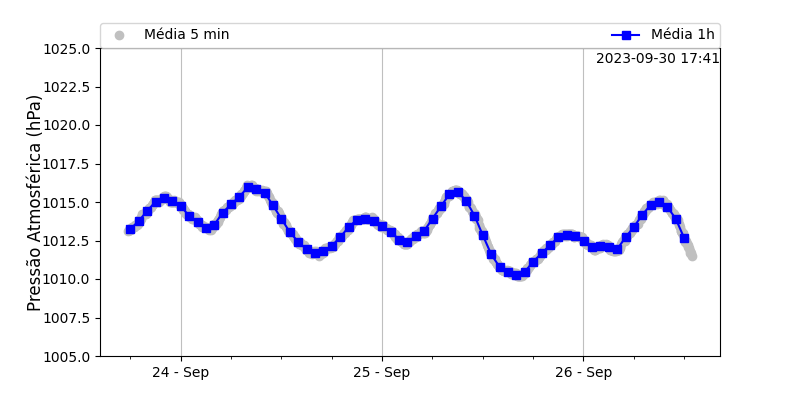 Média 5 min
Média 1h
2023-09-30 17:41
Pressão Atmosférica (hPa)
1025.0
1022.5
1020.0
1017.5
1015.0
1012.5
1010.0
1007.5
1005.0
24 - Sep
25 - Sep
26 - Sep